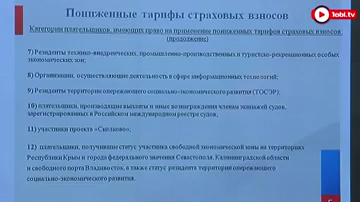 1obl.tv
Пониженные тарифы страховых взносов
Категории плательщиков, имеющих право на применение пониженных тарифов страховых взносов:
(продолжение)
7) Резиденты технико-внедренческих, промышленно-производственных и туристско-рекреационных особых
экономических зон;
8) Организации, осуществляющие деятельность в сфере информационных технологий;
9) Резиденты территории опережающего социально-экономического развития (ТОСЭР);
10) плательщики, производящие выплаты и иные вознаграждения членам экипажей судов,
зарегистрированных в Российском международном реестре судов;
11) участники проекта «Сколково»;
12) плательщики, получившие статус участника свободной экономической зоны на территориях
Республики Крым и города федерального значения Севастополя, Калининградской области
и свободного порта Владивосток, а также статус резидента территории опережающего
социально-экономического развития.